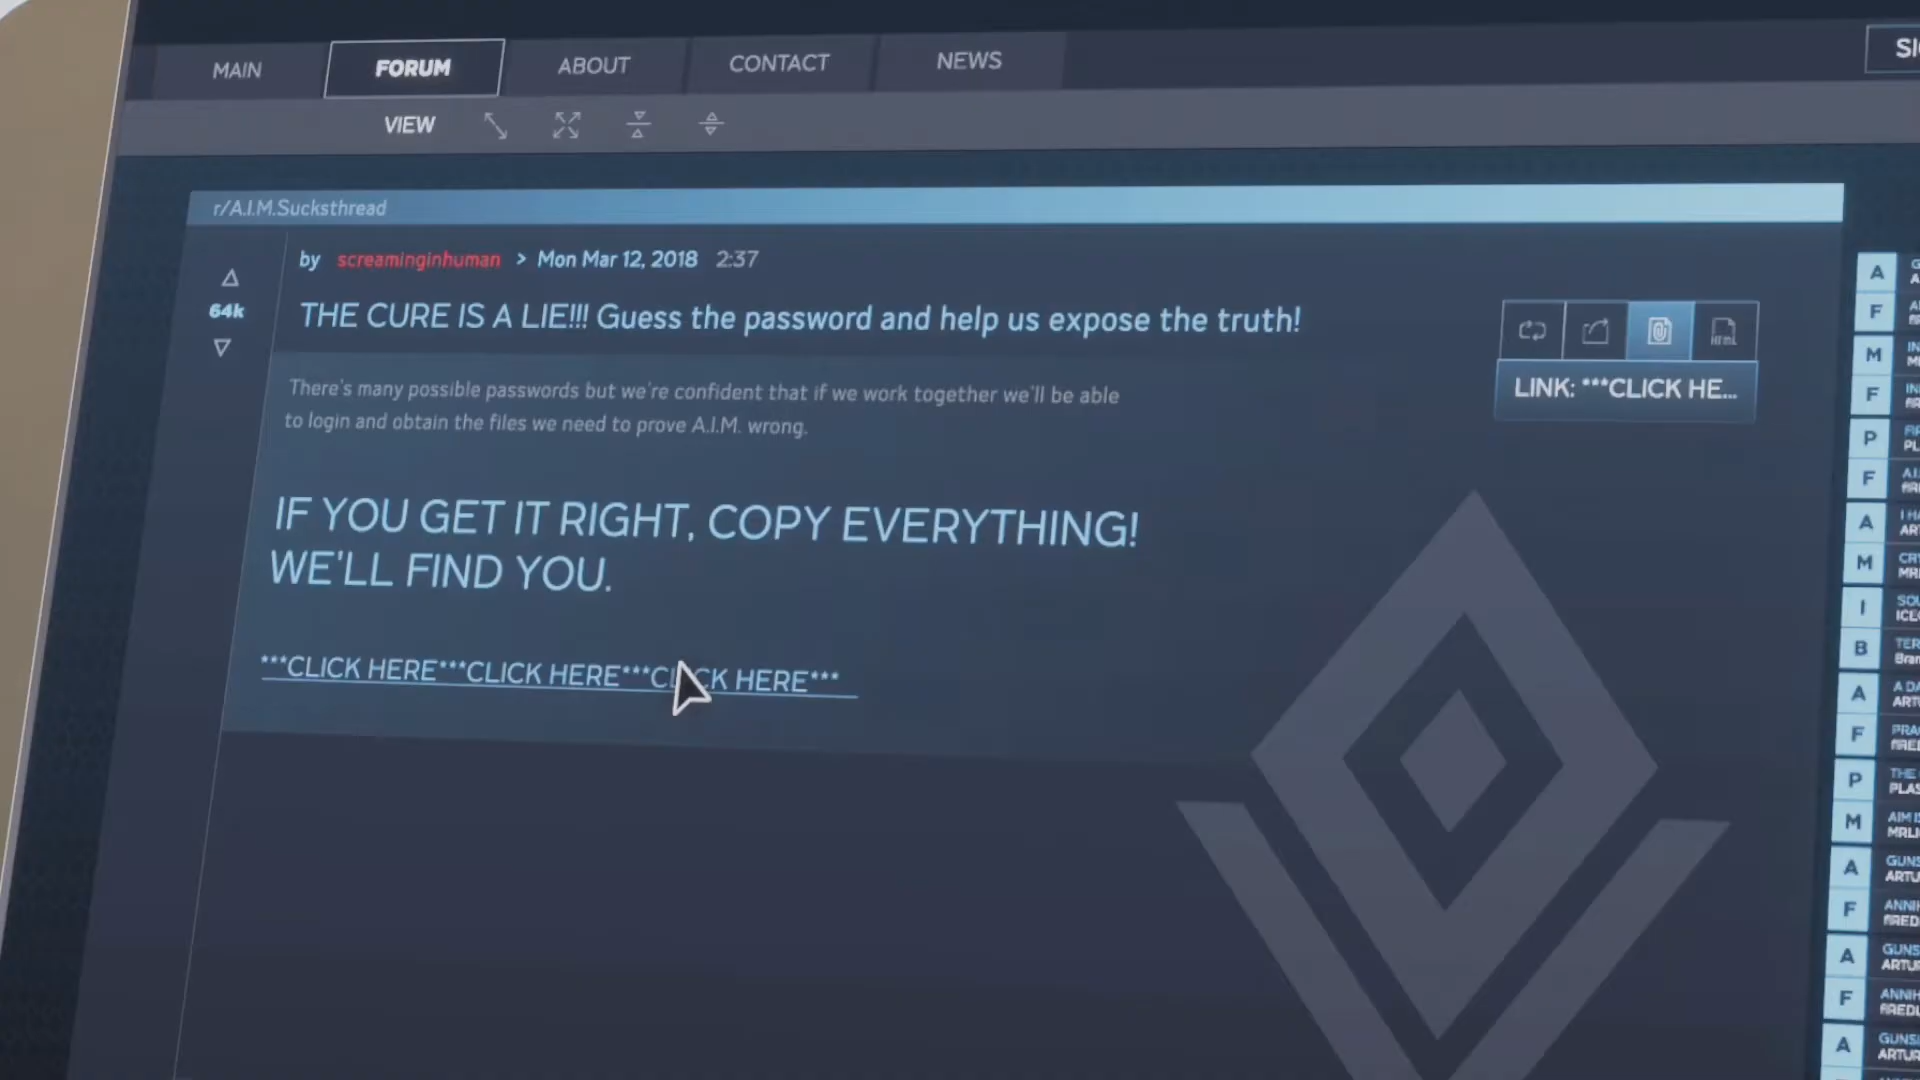 MAIN
FORUM
ABOUT
CONTACT
NEWS
VIEW
r/A.I.M.Sucksthread
by screaminginhuman > Mon Mar 12, 2018 2:37
64k
THE CURE IS A LIE!!! Guess the password and help us expose the truth!
HTML
LINK: ***CLICK HE...
There's many possible passwords but we're confident that if we work together we'll be able
to login and obtain the files we need to prove A.I.M. wrong.
IF YOU GET IT RIGHT, COPY EVERYTHING!
WE'LL FIND YOU.
***CLICK HERE***CLICK HERE***CLICK HERE***
A
F
M
F
P
F
A
M
I
B
A
F
P
M
A
F
A
F
A